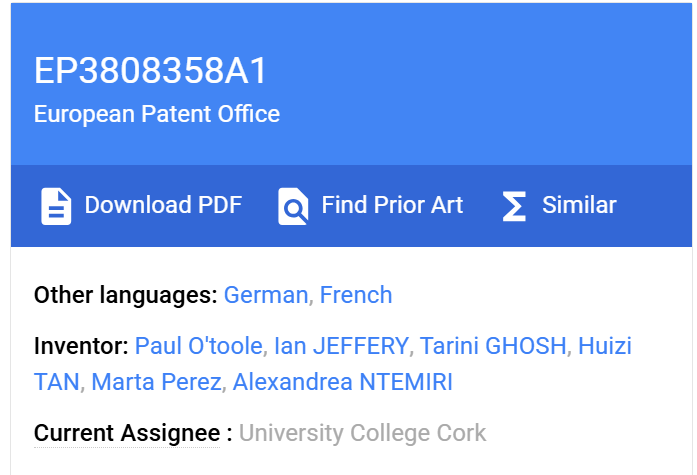 EP3808358A1
European Patent Office
Download PDF Find Prior Art Similar
Other languages: German, French
Inventor: Paul O'toole, Ian JEFFERY, Tarini GHOSH, Huizi
TAN, Marta Perez, Alexandrea NTEMIRI
Current Assignee : University College Cork